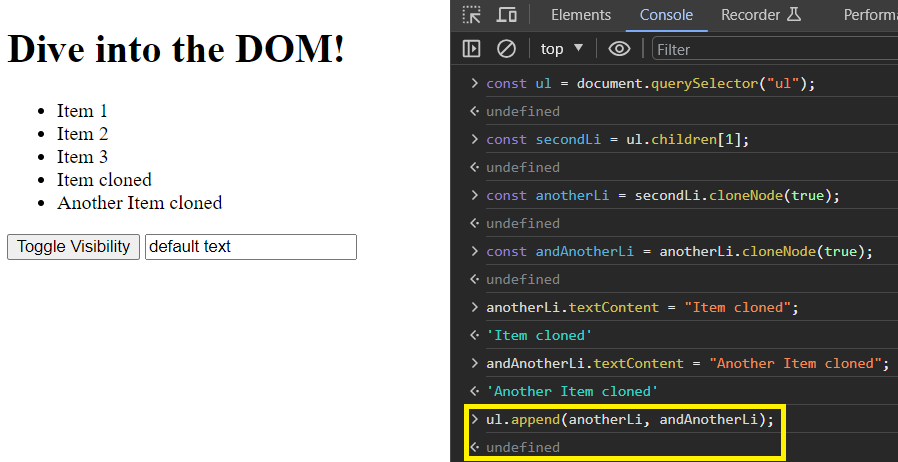 Dive into the DOM!
Item 1
Item 2
Item 3
Item cloned
Another Item cloned
Toggle Visibility default text
Elements Console Recorder Performa
top Filter
const ul = document.querySelector("ul");
undefined
const secondLi = ul.children[1];
undefined
const anotherLi = secondLi.cloneNode(true);
undefined
const andAnotherLi = anotherLi.cloneNode(true);
undefined
anotherLi.textContent = "Item cloned";
'Item cloned'
andAnotherLi.textContent = "Another Item cloned";
'Another Item cloned'
ul.append(anotherLi, andAnotherLi);
undefined